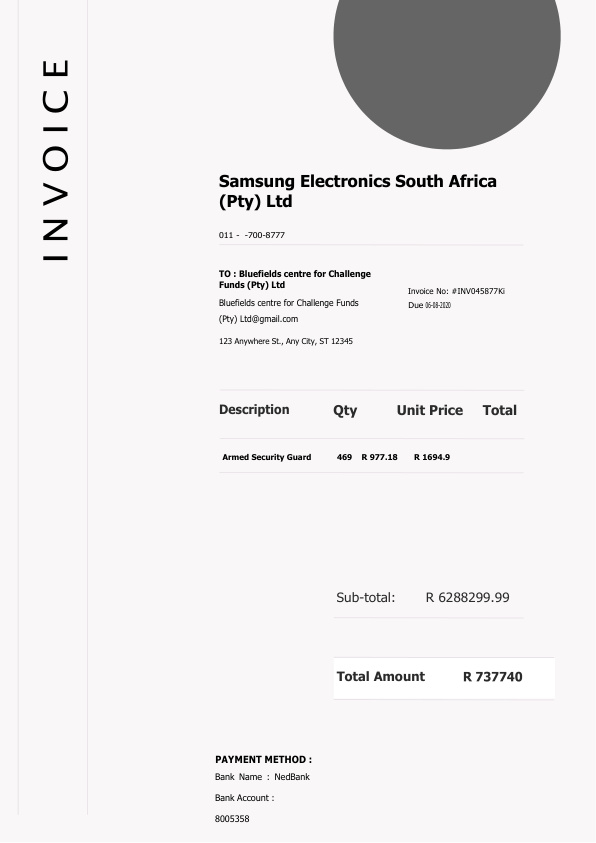 INVOICE
Samsung Electronics South Africa
(Pty) Ltd
011 - -700-8777
TO : Bluefields centre for Challenge
Funds (Pty) Ltd
Bluefields centre for Challenge Funds
(Pty) Ltd@gmail.com
123 Anywhere St., Any City, ST 12345
Invoice No: #INV045877Ki
Due 06-08-2020
Description Qty Unit Price Total
Armed Security Guard 469 R 977.18 R 1694.9
Sub-total: R 6288299.99
Total Amount R 737740
PAYMENT METHOD :
Bank Name : NedBank
Bank Account :
8005358